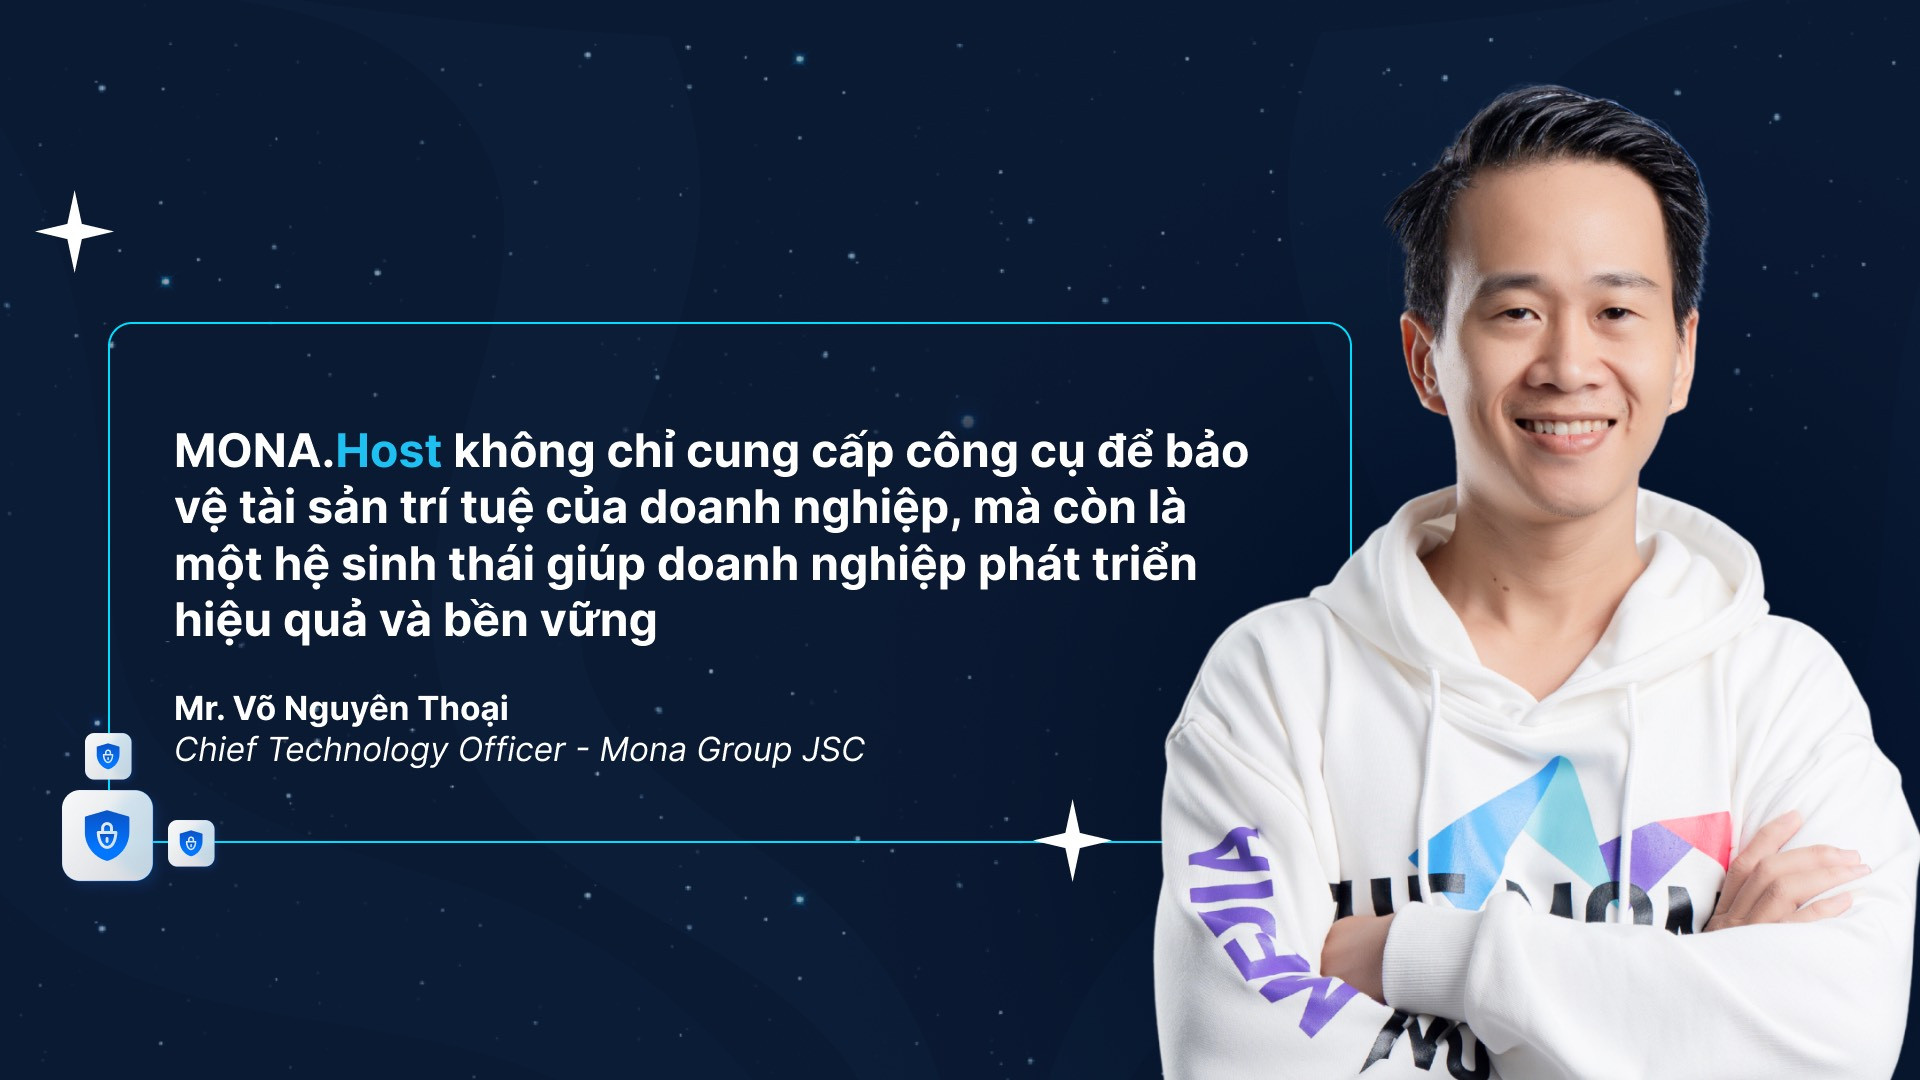 MONA.Host không chỉ cung cấp công cụ để bảo
vệ tài sản trí tuệ của doanh nghiệp, mà còn là
một hệ sinh thái giúp doanh nghiệp phát triển
hiệu quả và bền vững
Mr. Võ Nguyên Thoại
Chief Technology Officer - Mona Group JSC